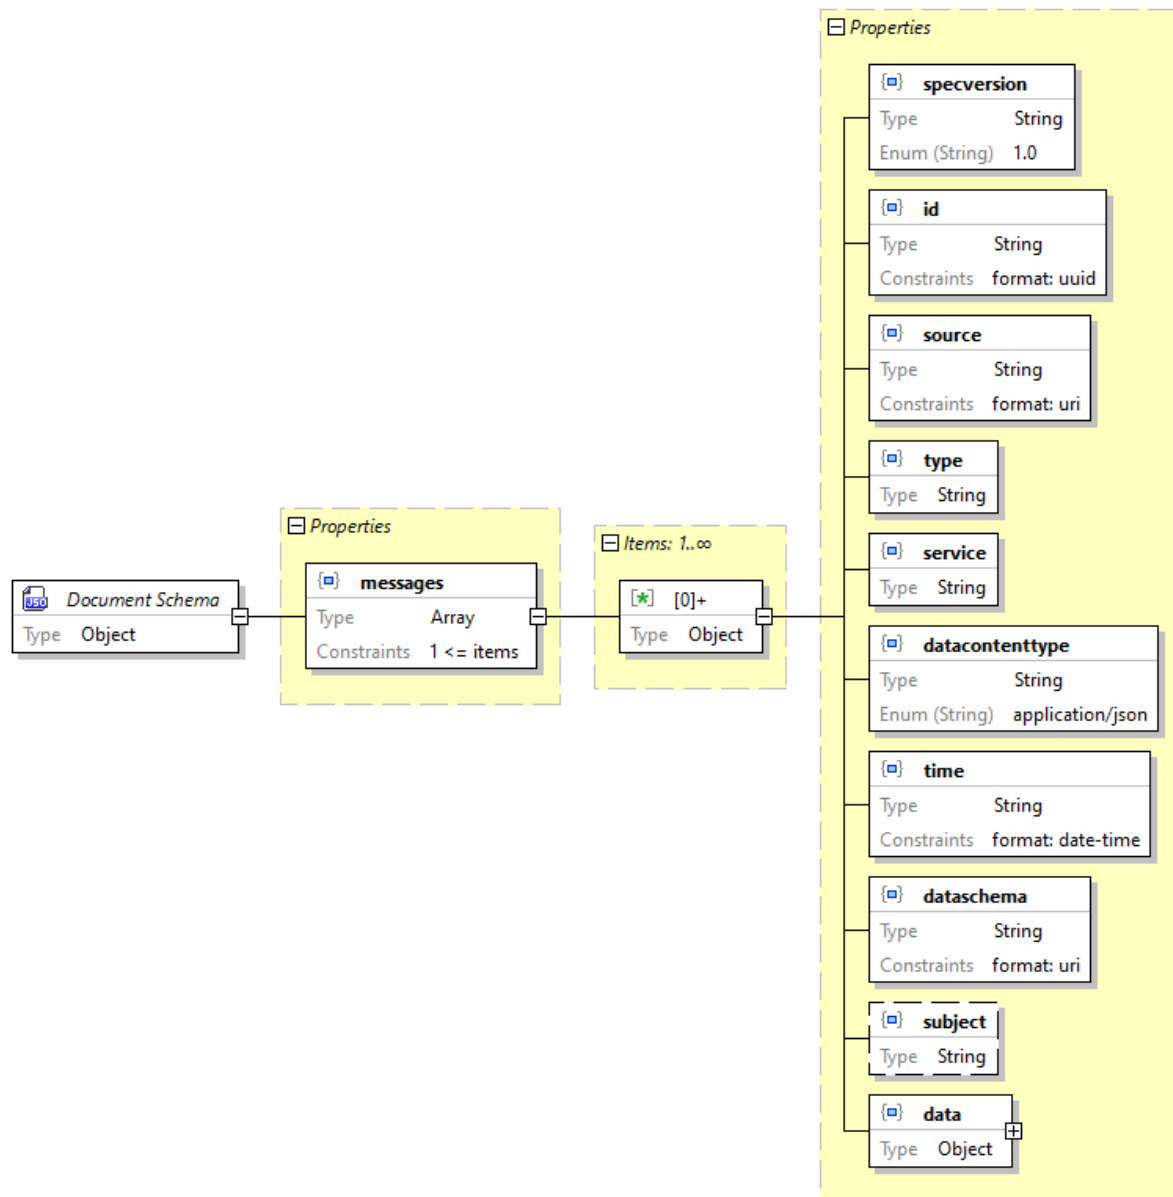 Document Schema
Type Object
Properties
messages
Type Array
Constraints 1 <= items
Items: 1..∞
[0]+
Type Object
Properties
specversion
Type String
Enum (String) 1.0
id
Type String
Constraints format: uuid
source
Type String
Constraints format: uri
type
Type String
service
Type String
datacontenttype
Type String
Enum (String) application/json
time
Type String
Constraints format: date-time
dataschema
Type String
Constraints format: uri
subject
Type String
data
Type Object